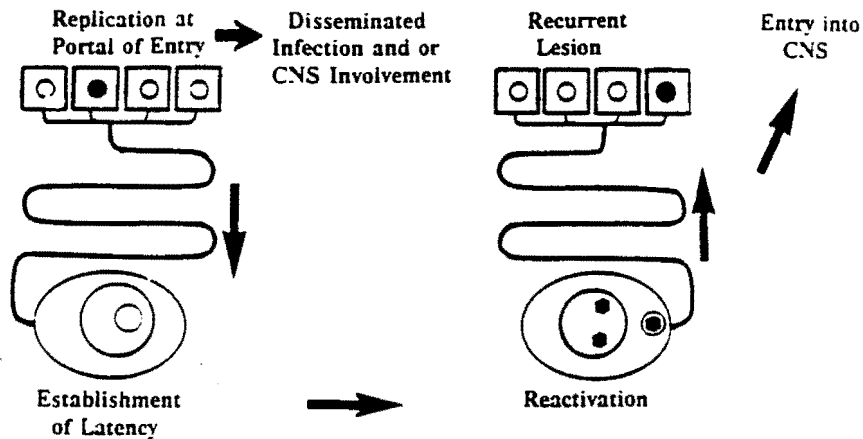 Replication at
Portal of Entry
Disseminated
Infection and or
CNS Involvement
Recurrent
Lesion
Entry into
CNS
Establishment
of Latency
Reactivation